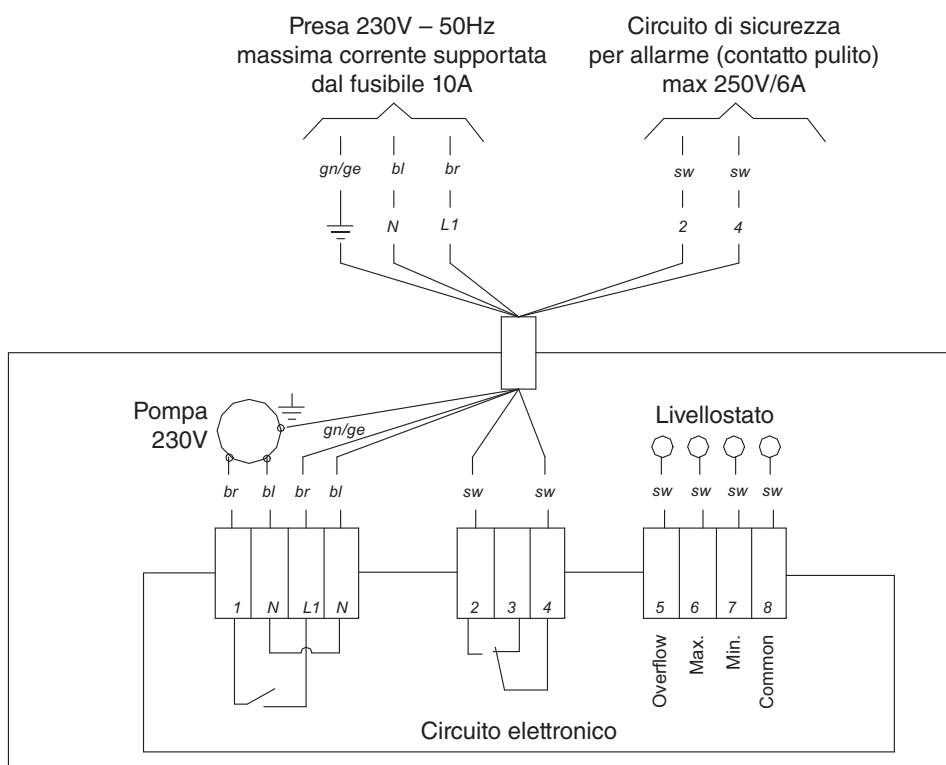 Presa 230V – 50Hz
massima corrente supportata
dal fusibile 10A
Circuito di sicurezza
per allarme (contatto pulito)
max 250V/6A
gn/ge bl br
sw sw
N L1
2 4
Pompa
230V
gn/ge
Livellostato
br bl br bl
sw sw
sw sw sw sw
1 N L1 N
2 3 4
5 6 7 8
Overflow
Max.
Min.
Common
Circuito elettronico